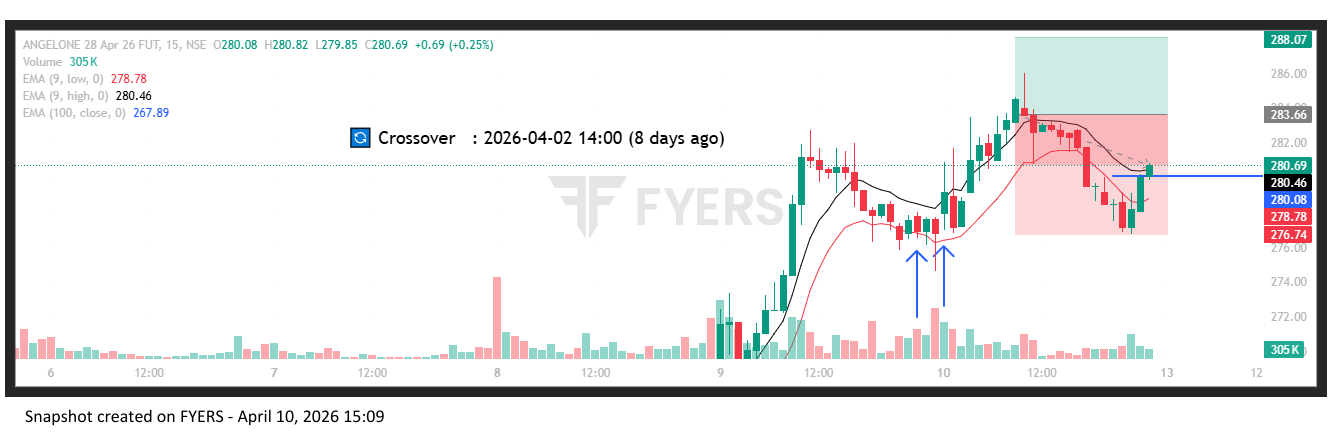 ANGELONE 28 Apr 26 FUT, 15, NSE O280.08 H280.82 L279.85 C280.69 +0.69 (+0.25%)
Volume 305 K
EMA (9, low, 0) 278.78
EMA (9, high, 0) 280.46
EMA (100, close, 0) 267.89
Crossover : 2026-04-02 14:00 (8 days ago)
FYERS
288.07
286.00
283.66
282.00
280.69
280.46
280.08
278.78
276.74
276.00
274.00
272.00
305 K
6 12:00 7 12:00 8 12:00 9 12:00 10 12:00 13 12
Snapshot created on FYERS - April 10, 2026 15:09